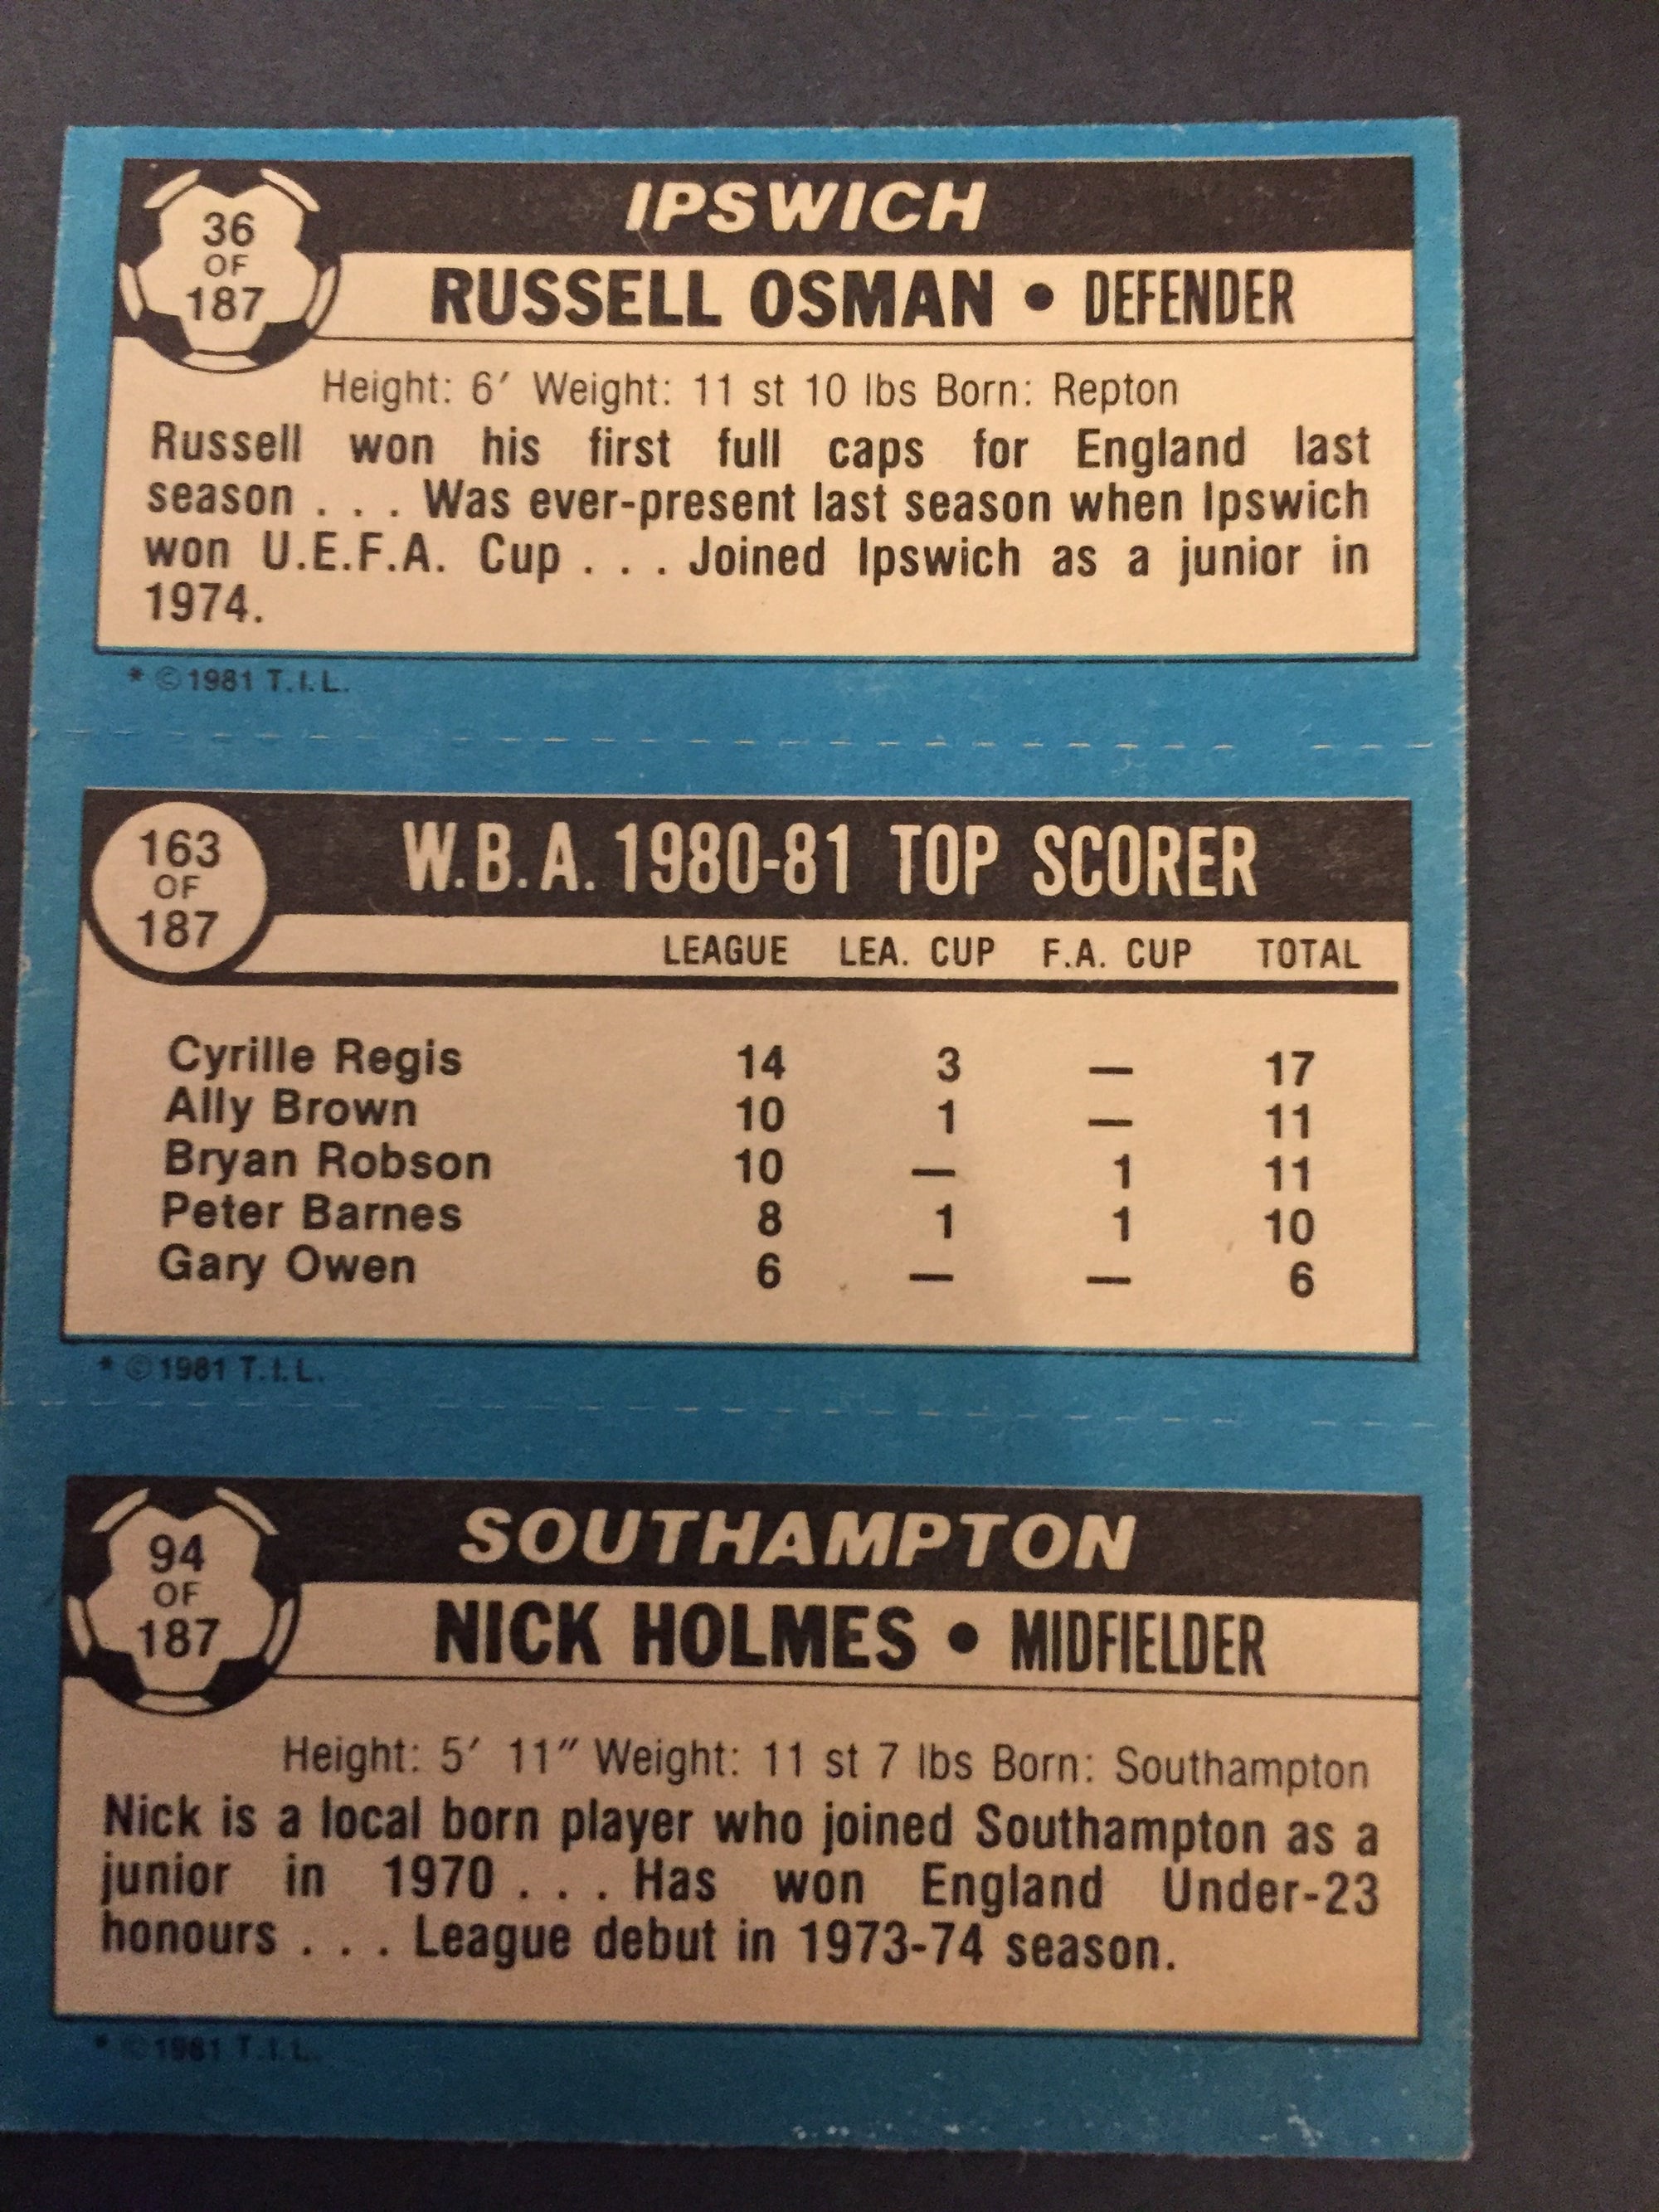 36
OF
187
IPSWICH
RUSSELL OSMAN • DEFENDER
Height: 6′ Weight: 11 st 10 lbs Born: Repton
Russell won his first full caps for England last
season . . . Was ever-present last season when Ipswich
won U.E.F.A. Cup . . . Joined Ipswich as a junior in
1974.
* ©1981 T.I.L.
163
OF
187
W.B.A. 1980-81 TOP SCORER
LEAGUE LEA. CUP F.A. CUP TOTAL
Cyrille Regis 14 3 — 17
Ally Brown 10 1 — 11
Bryan Robson 10 — 1 11
Peter Barnes 8 1 1 10
Gary Owen 6 — — 6
* ©1981 T.I.L.
94
OF
187
SOUTHAMPTON
NICK HOLMES • MIDFIELDER
Height: 5′ 11″ Weight: 11 st 7 lbs Born: Southampton
Nick is a local born player who joined Southampton as a
junior in 1970 . . . Has won England Under-23
honours . . . League debut in 1973-74 season.
* ©1981 T.I.L.